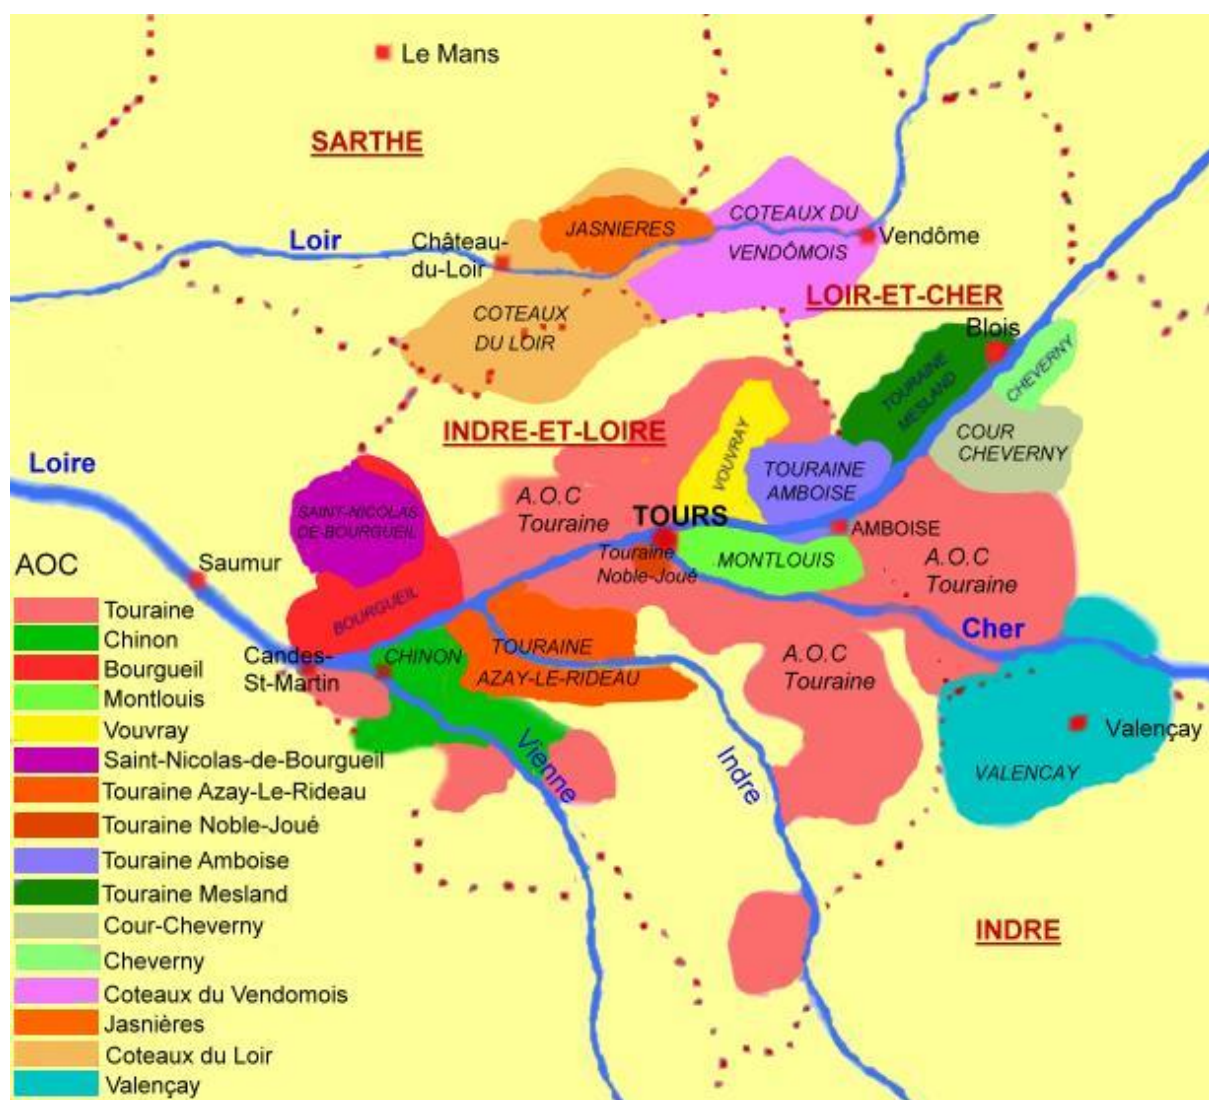 Le Mans
SARTHE
JASNIERES
COTEAUX DU
VENDÔMOIS
Vendôme
Loir
Château-
du-Loir
LOIR-ET-CHER
COTEAUX
DU LOIR
Blois
CHEVERNY
TOURAINE
MESLAND
INDRE-ET-LOIRE
COUR
CHEVERNY
VOUVRAY
TOURAINE
AMBOISE
Loire
A.O.C
Touraine
SAINT-NICOLAS
DE-BOURGUEIL
TOURS
AMBOISE
Touraine
Noble-Joué
MONTLOUIS
A.O.C
Touraine
Saumur
BOURGUEIL
Cher
Candes-
St-Martin
CHINON
TOURAINE
AZAY-LE-RIDEAU
A.O.C
Touraine
Vienne
Indre
Valençay
VALENCAY
INDRE
AOC
Touraine
Chinon
Bourgueil
Montlouis
Vouvray
Saint-Nicolas-de-Bourgueil
Touraine Azay-Le-Rideau
Touraine Noble-Joué
Touraine Amboise
Touraine Mesland
Cour-Cheverny
Cheverny
Coteaux du Vendomois
Jasnières
Coteaux du Loir
Valençay